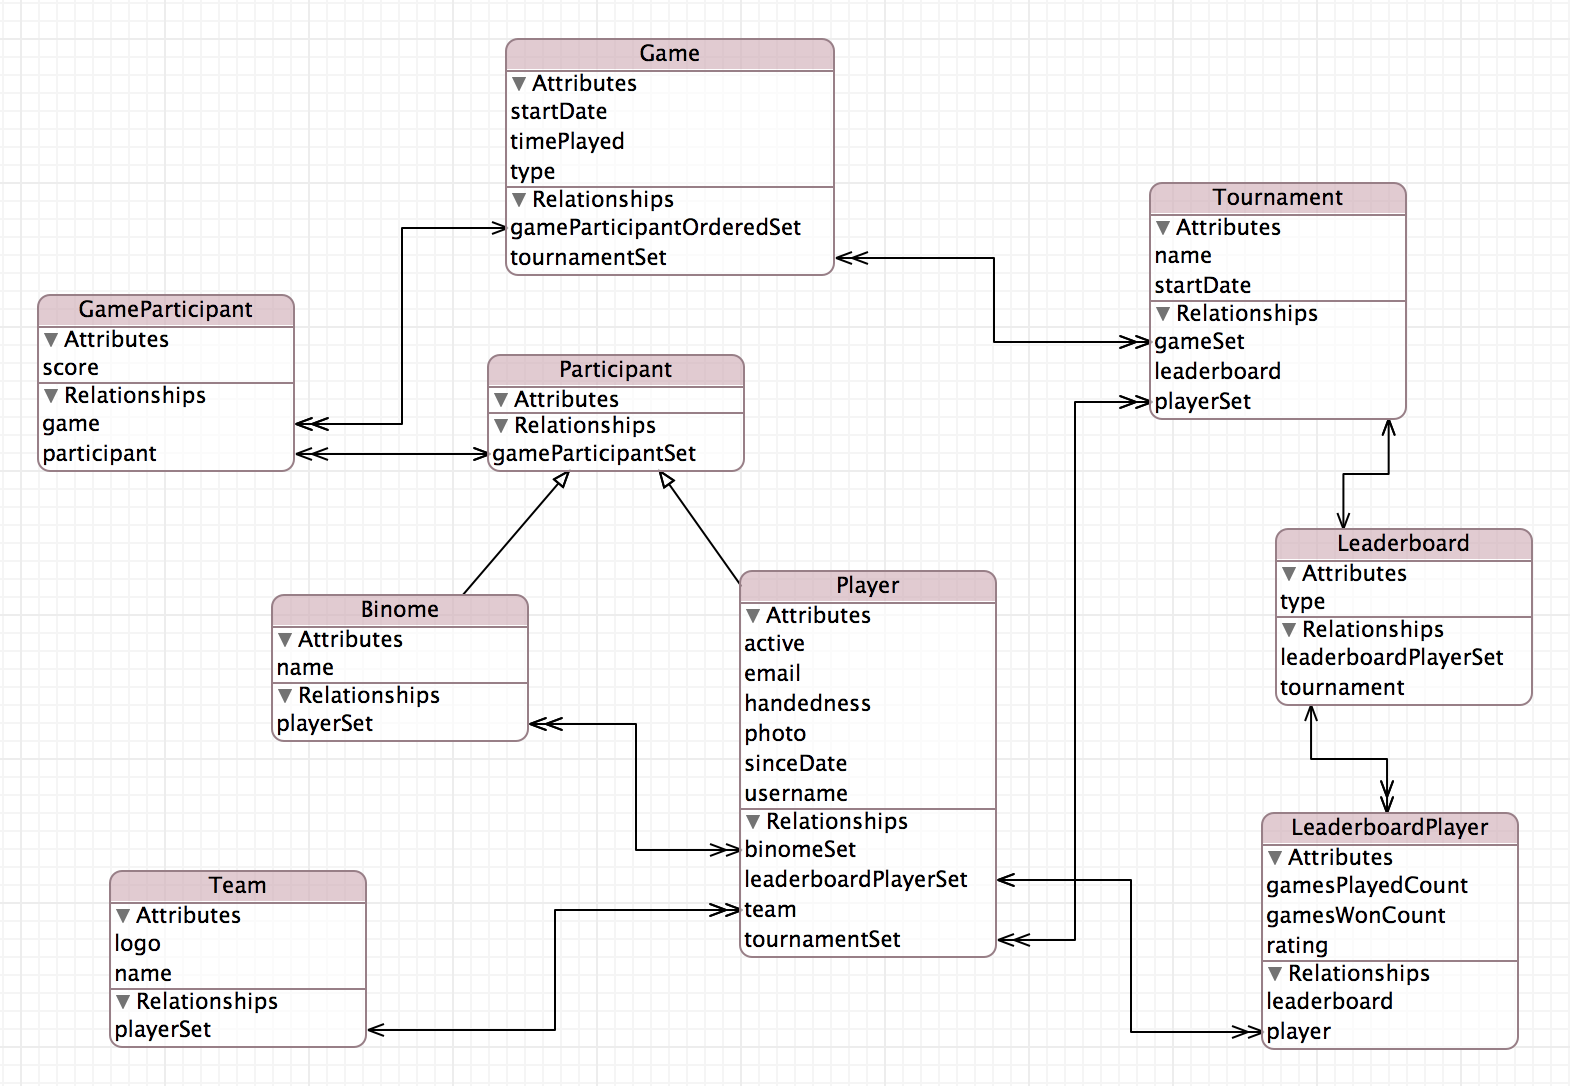 Game
Attributes
startDate
timePlayed
type
Relationships
gameParticipantOrderedSet
tournamentSet
Tournament
Attributes
name
startDate
Relationships
gameSet
leaderboard
playerSet
GameParticipant
Attributes
score
Relationships
game
participant
Participant
Attributes
Relationships
gameParticipantSet
Leaderboard
Attributes
type
Relationships
leaderboardPlayerSet
tournament
Binome
Attributes
name
Relationships
playerSet
Player
Attributes
active
email
handedness
photo
sinceDate
username
Relationships
binomeSet
leaderboardPlayerSet
team
tournamentSet
LeaderboardPlayer
Attributes
gamesPlayedCount
gamesWonCount
rating
Relationships
leaderboard
player
Team
Attributes
logo
name
Relationships
playerSet